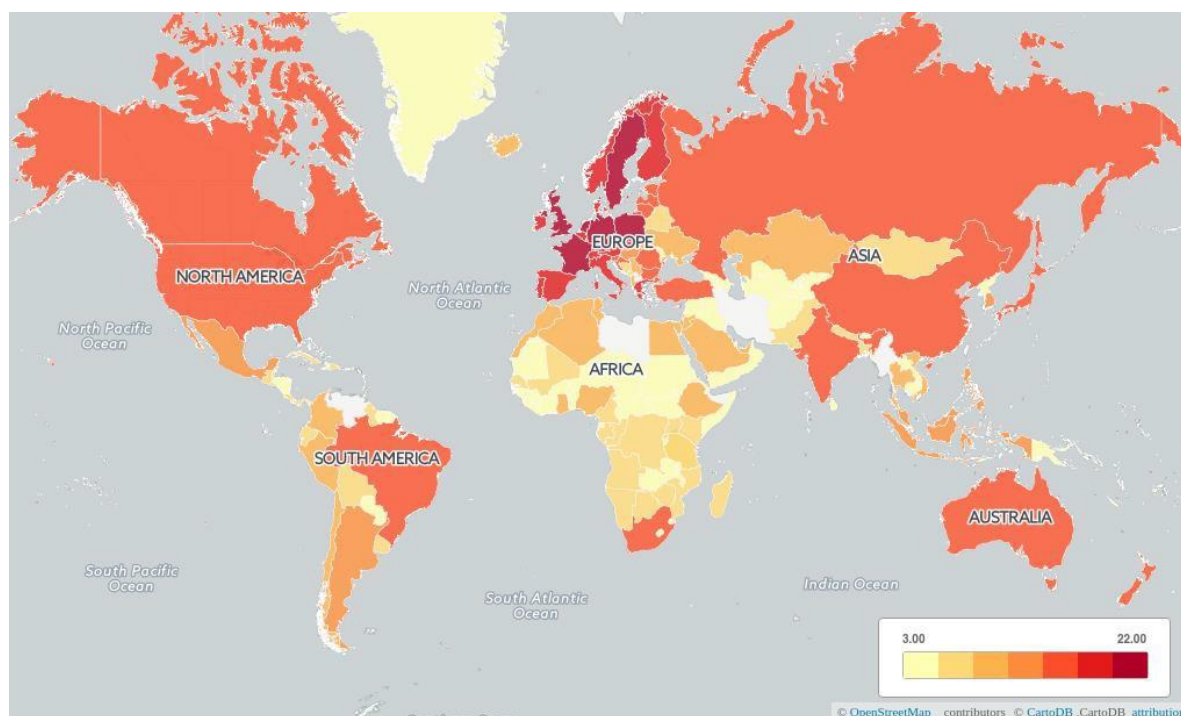 NORTH AMERICA
North Pacific
Ocean
North Atlantic
Ocean
EUROPE
ASIA
AFRICA
SOUTH AMERICA
AUSTRALIA
South Pacific
Ocean
South Atlantic
Ocean
Indian Ocean
3.00 22.00
© OpenStreetMap contributors © CartoDB ,CartoDB attribution